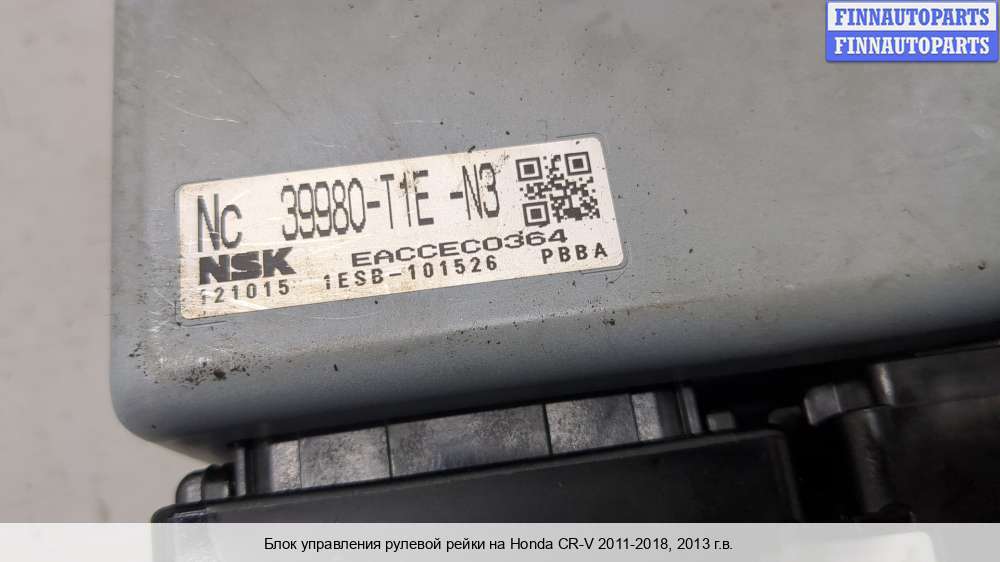 FINNAUTOPARTS
FINNAUTOPARTS
Nc 39980-T1E -N3
EACCEC0364
NSK
121015 1ESB-101526 PBBA
Блок управления рулевой рейки на Honda CR-V 2011-2018, 2013 г.в.